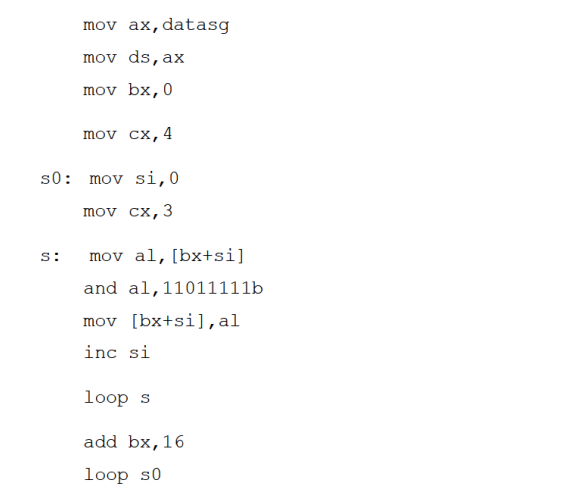 mov ax,datasg
mov ds,ax
mov bx,0
mov cx,4
s0: mov si,0
mov cx,3
s: mov al,[bx+si]
and al,11011111b
mov [bx+si],al
inc si
loop s
add bx,16
loop s0